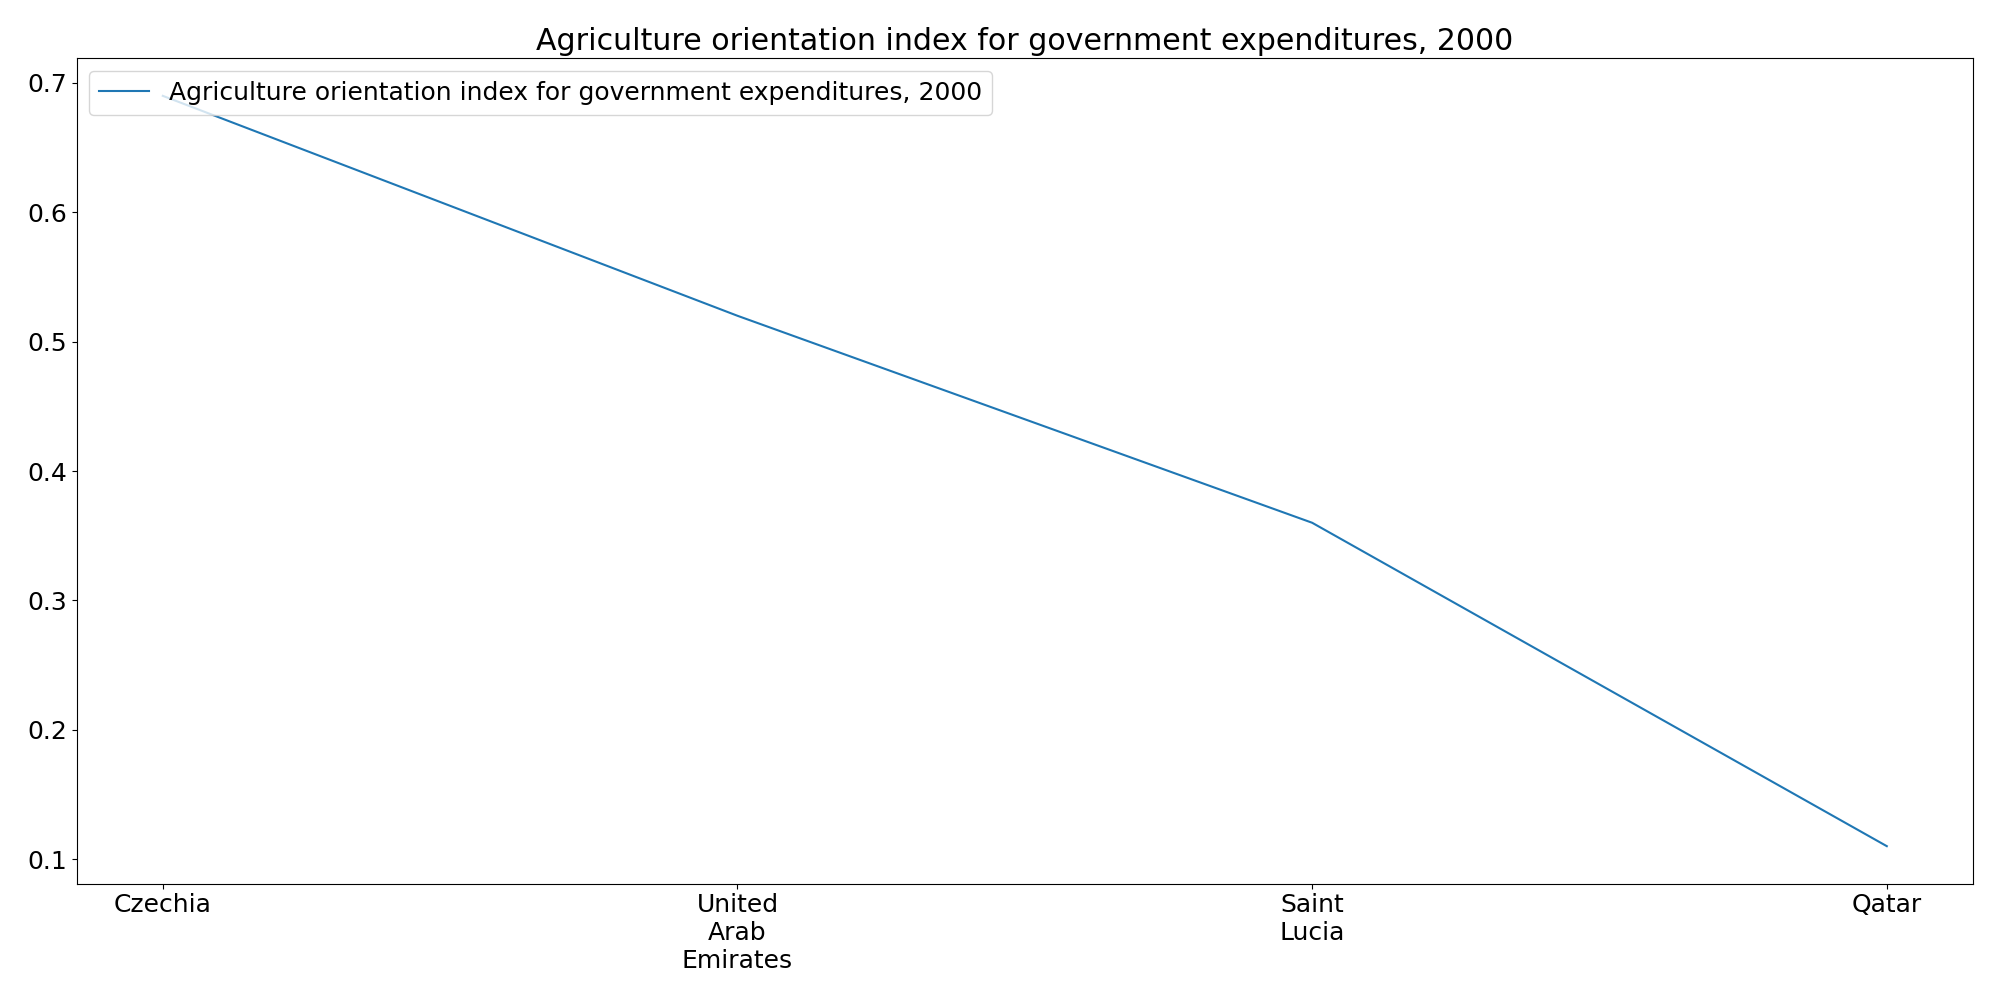 Agriculture orientation index for government expenditures, 2000
Agriculture orientation index for government expenditures, 2000
0.7
0.6
0.5
0.4
0.3
0.2
0.1
Czechia
United
Arab
Emirates
Saint
Lucia
Qatar